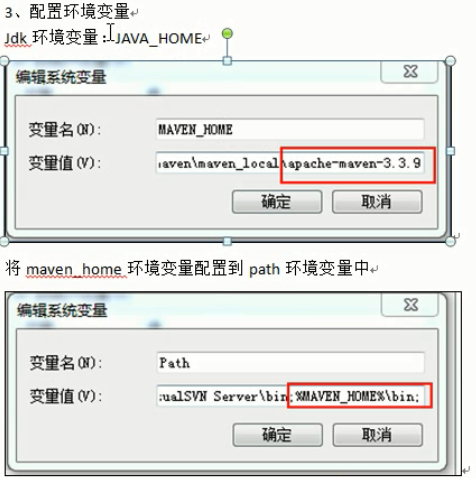 3、配置环境变量
Jdk 环境变量：JAVA_HOME
编辑系统变量
变量名(N):
MAVEN_HOME
变量值(V):
aven\maven_local\apache-maven-3.3.9
确定
取消
将 maven_home 环境变量配置到 path 环境变量中
编辑系统变量
变量名(N):
Path
变量值(V):
ualSVN Server\bin;%MAVEN_HOME%\bin;
确定
取消